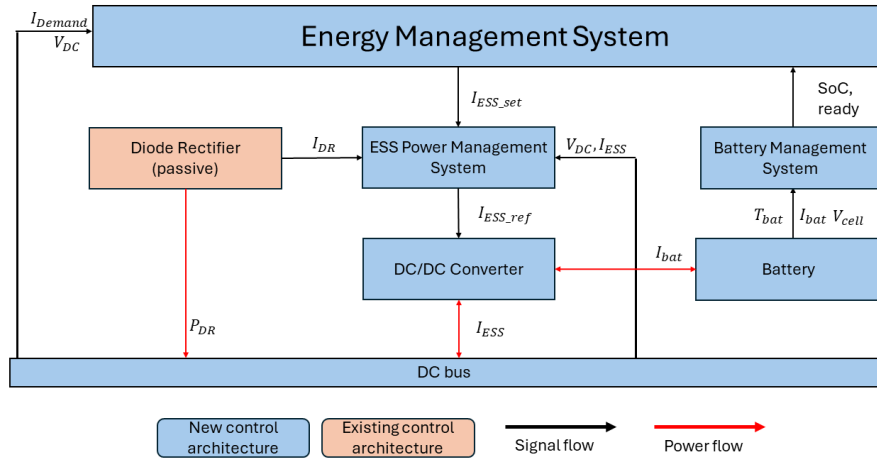 I_Demand
V_DC
Energy Management System
I_ESS_set
SoC,
ready
Diode Rectifier
(passive)
I_DR
ESS Power Management
System
V_DC, I_ESS
Battery Management
System
I_ESS_ref
T_bat I_bat V_cell
DC/DC Converter
I_bat
Battery
P_DR
I_ESS
DC bus
New control
architecture
Existing control
architecture
Signal flow
Power flow